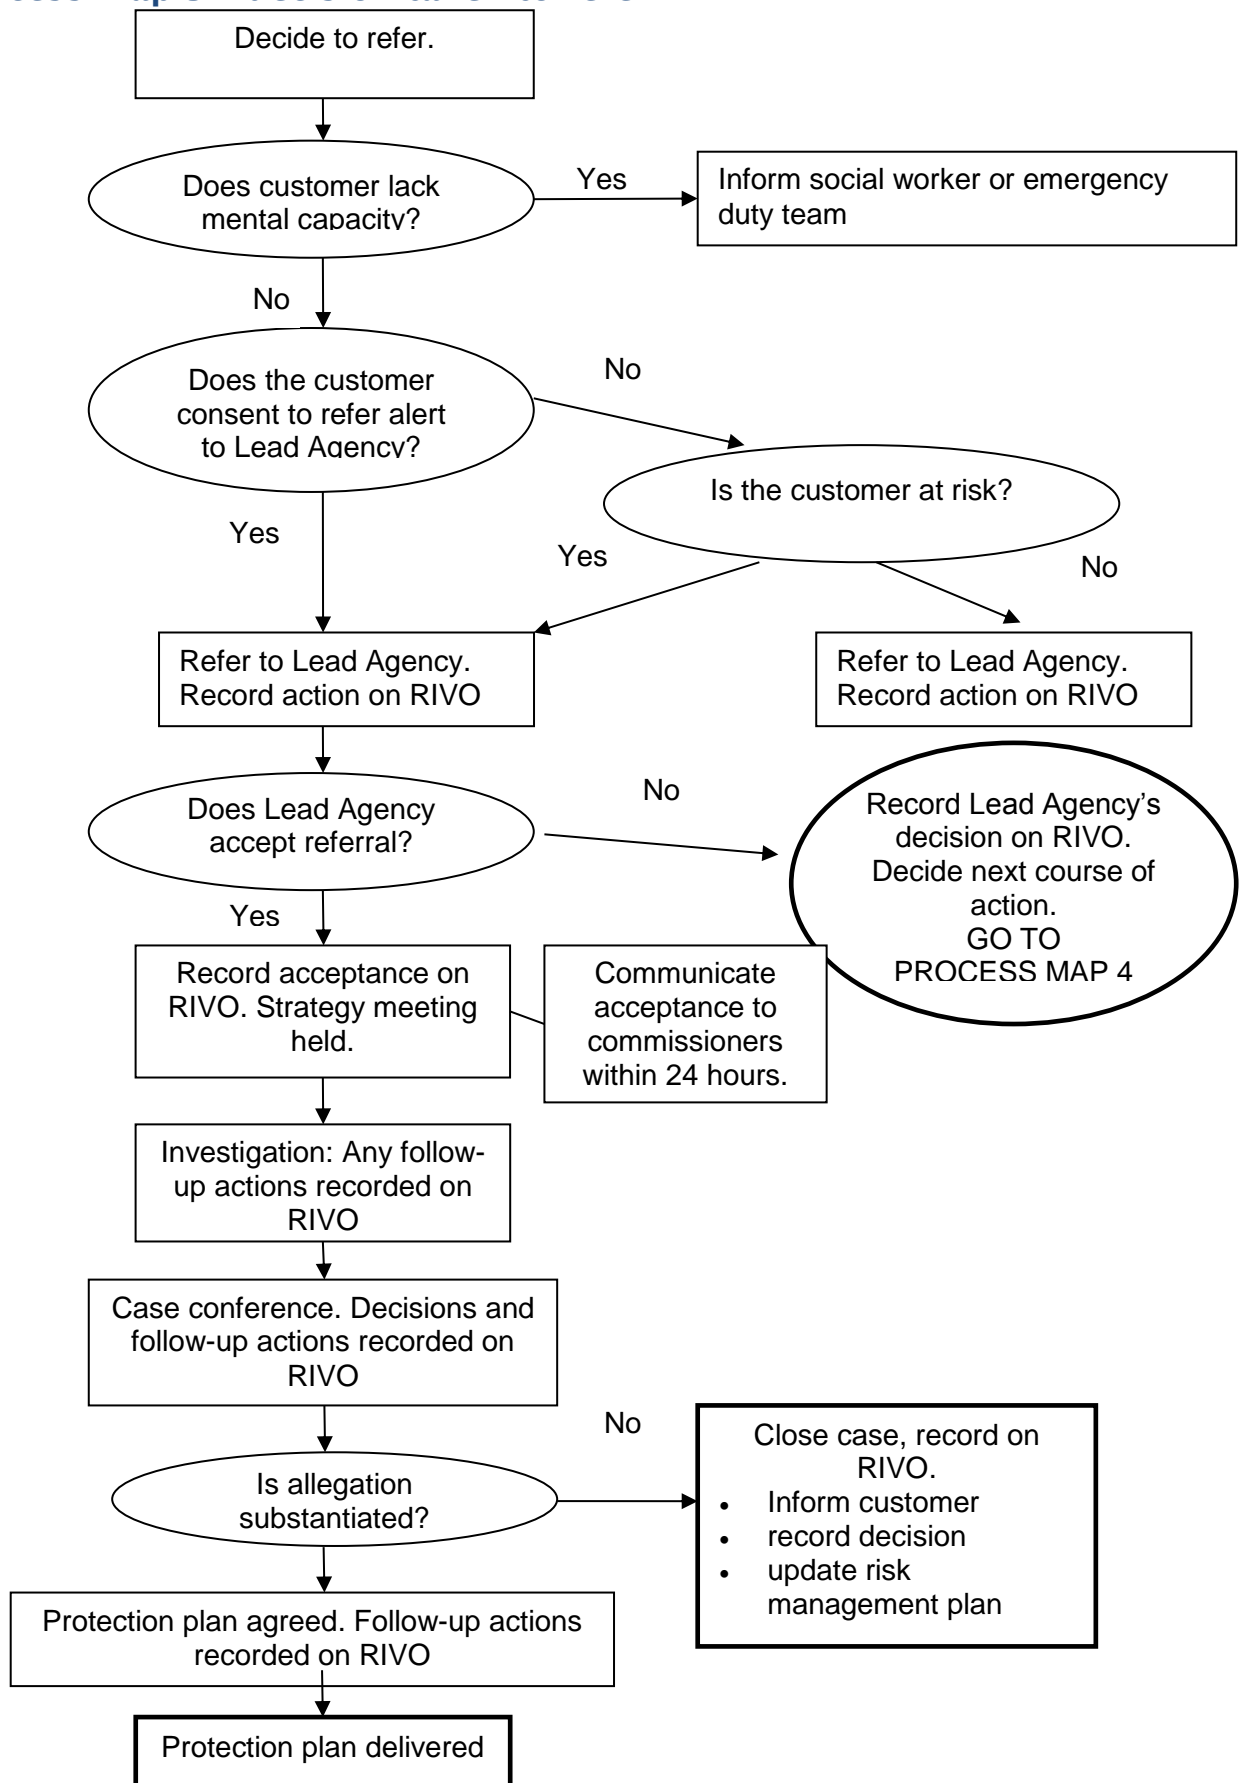 Decide to refer.
Does customer lack
mental capacity?
Yes
Inform social worker or emergency
duty team
No
Does the customer
consent to refer alert
to Lead Agency?
No
Is the customer at risk?
Yes
Yes
No
Refer to Lead Agency.
Record action on RIVO
Refer to Lead Agency.
Record action on RIVO
Does Lead Agency
accept referral?
No
Record Lead Agency’s
decision on RIVO.
Decide next course of
action.
GO TO
PROCESS MAP 4
Yes
Record acceptance on
RIVO. Strategy meeting
held.
Communicate
acceptance to
commissioners
within 24 hours.
Investigation: Any follow-
up actions recorded on
RIVO
Case conference. Decisions and
follow-up actions recorded on
RIVO
Is allegation
substantiated?
No
Close case, record on
RIVO.
• Inform customer
• record decision
• update risk
management plan
Protection plan agreed. Follow-up actions
recorded on RIVO
Protection plan delivered